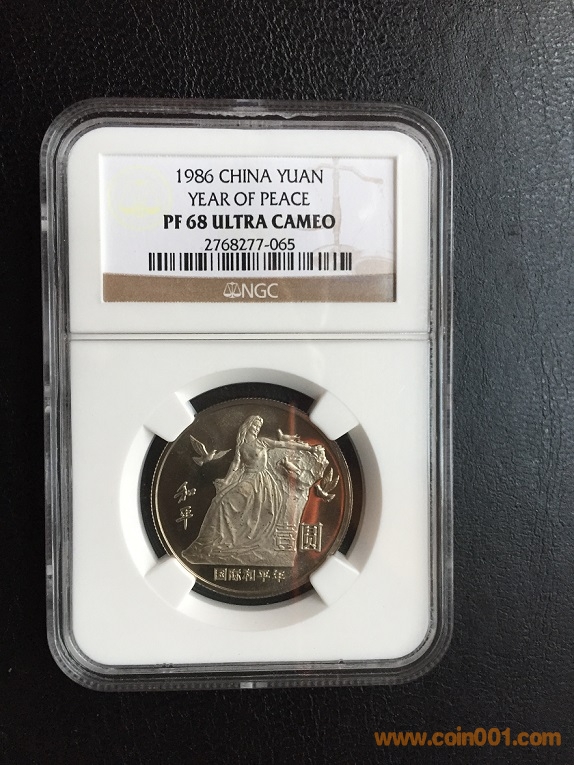 1986 CHINA YUAN
YEAR OF PEACE
PF 68 ULTRA CAMEO
2768277-065
NGC
和平
壹圓
国际和平年
www.coin001.com